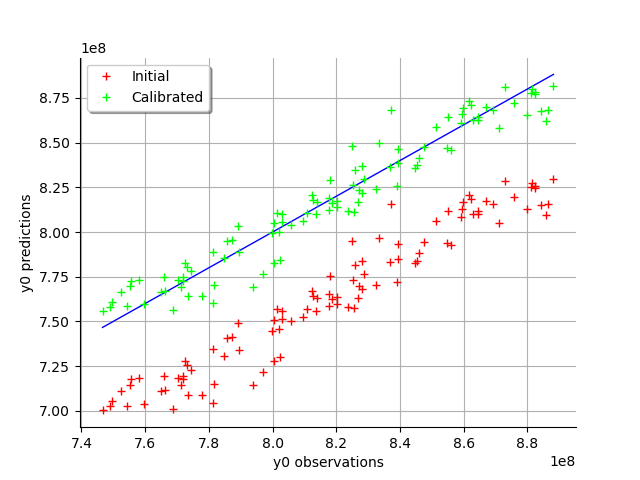 1e8
Initial
Calibrated
8.75
8.50
8.25
8.00
7.75
7.50
7.25
7.00
y0 predictions
7.4 7.6 7.8 8.0 8.2 8.4 8.6 8.8
y0 observations
1e8